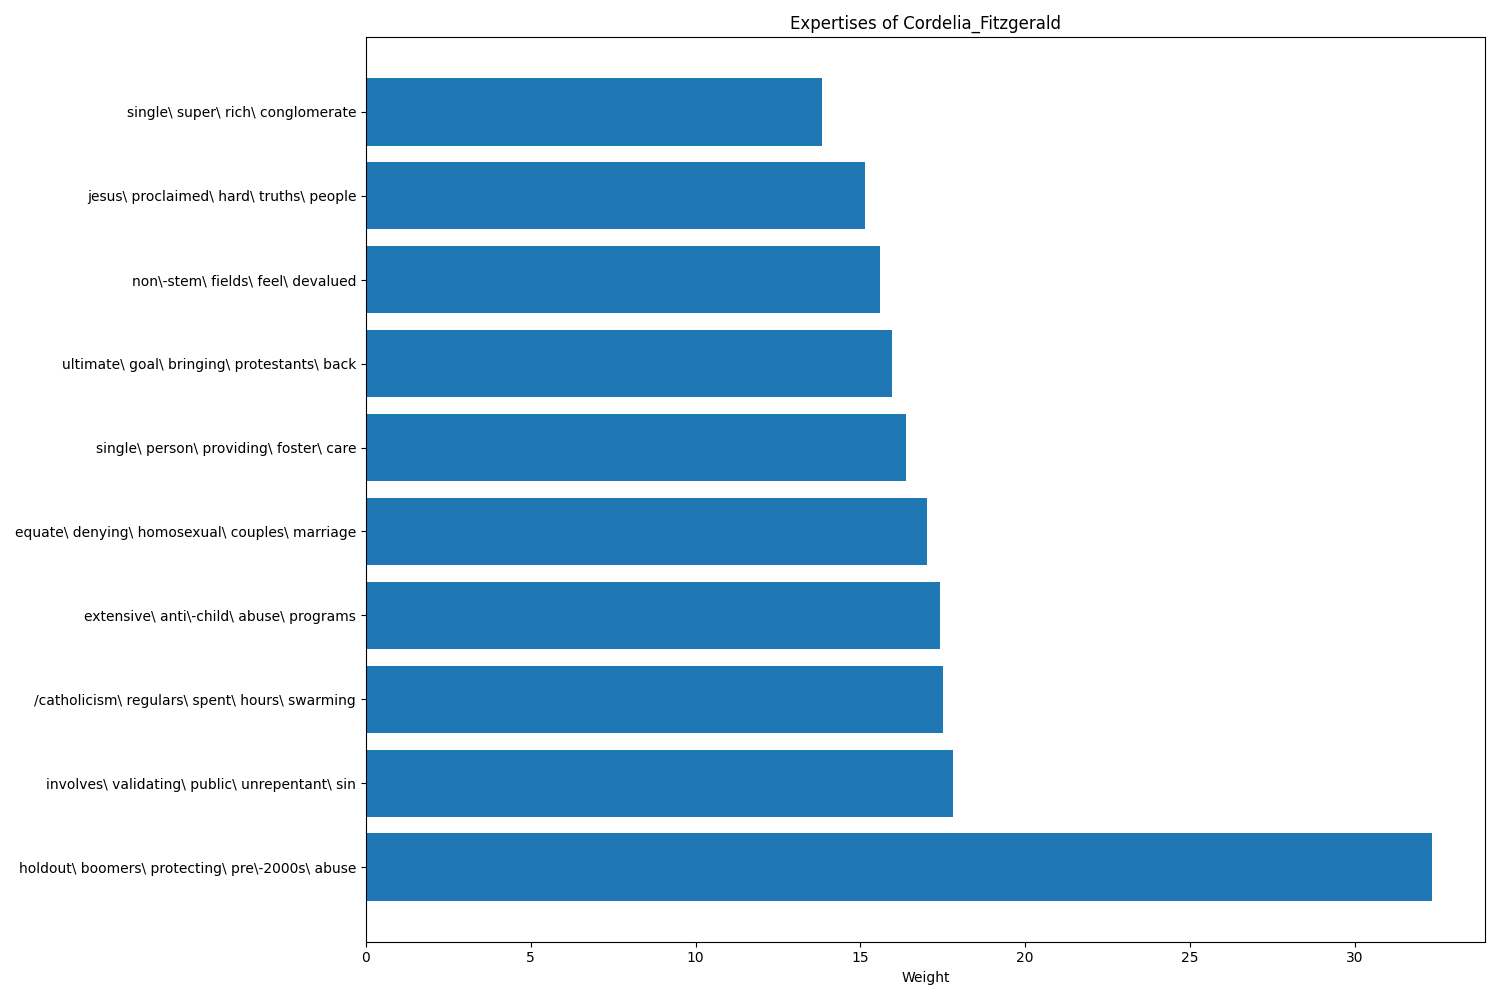 Expertises of Cordelia_Fitzgerald
single\ super\ rich\ conglomerate
jesus\ proclaimed\ hard\ truths\ people
non\-stem\ fields\ feel\ devalued
ultimate\ goal\ bringing\ protestants\ back
single\ person\ providing\ foster\ care
equate\ denying\ homosexual\ couples\ marriage
extensive\ anti\-child\ abuse\ programs
/catholicism\ regulars\ spent\ hours\ swarming
involves\ validating\ public\ unrepentant\ sin
holdout\ boomers\ protecting\ pre\-2000s\ abuse
0 5 10 15 20 25 30
Weight